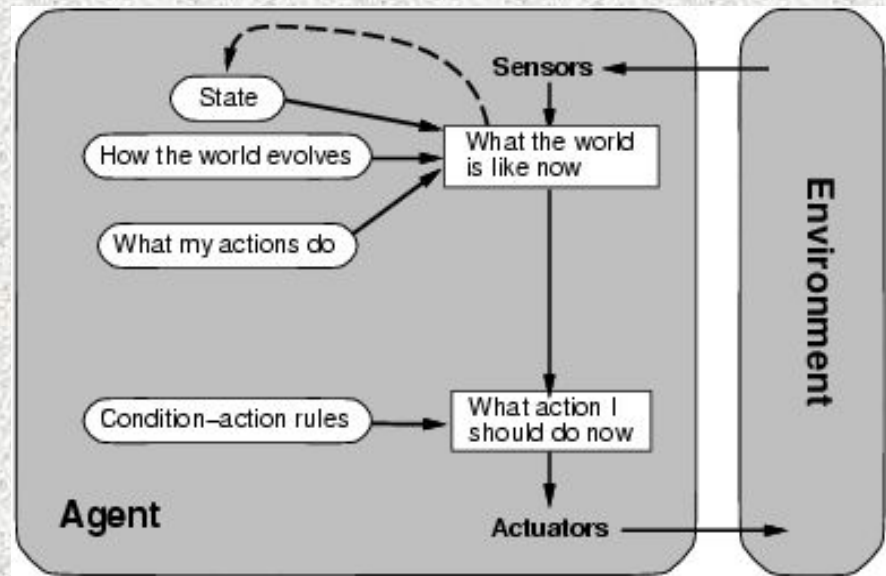 Sensors
State
What the world
is like now
How the world evolves
What my actions do
Environment
Condition–action rules
What action I
should do now
Agent
Actuators